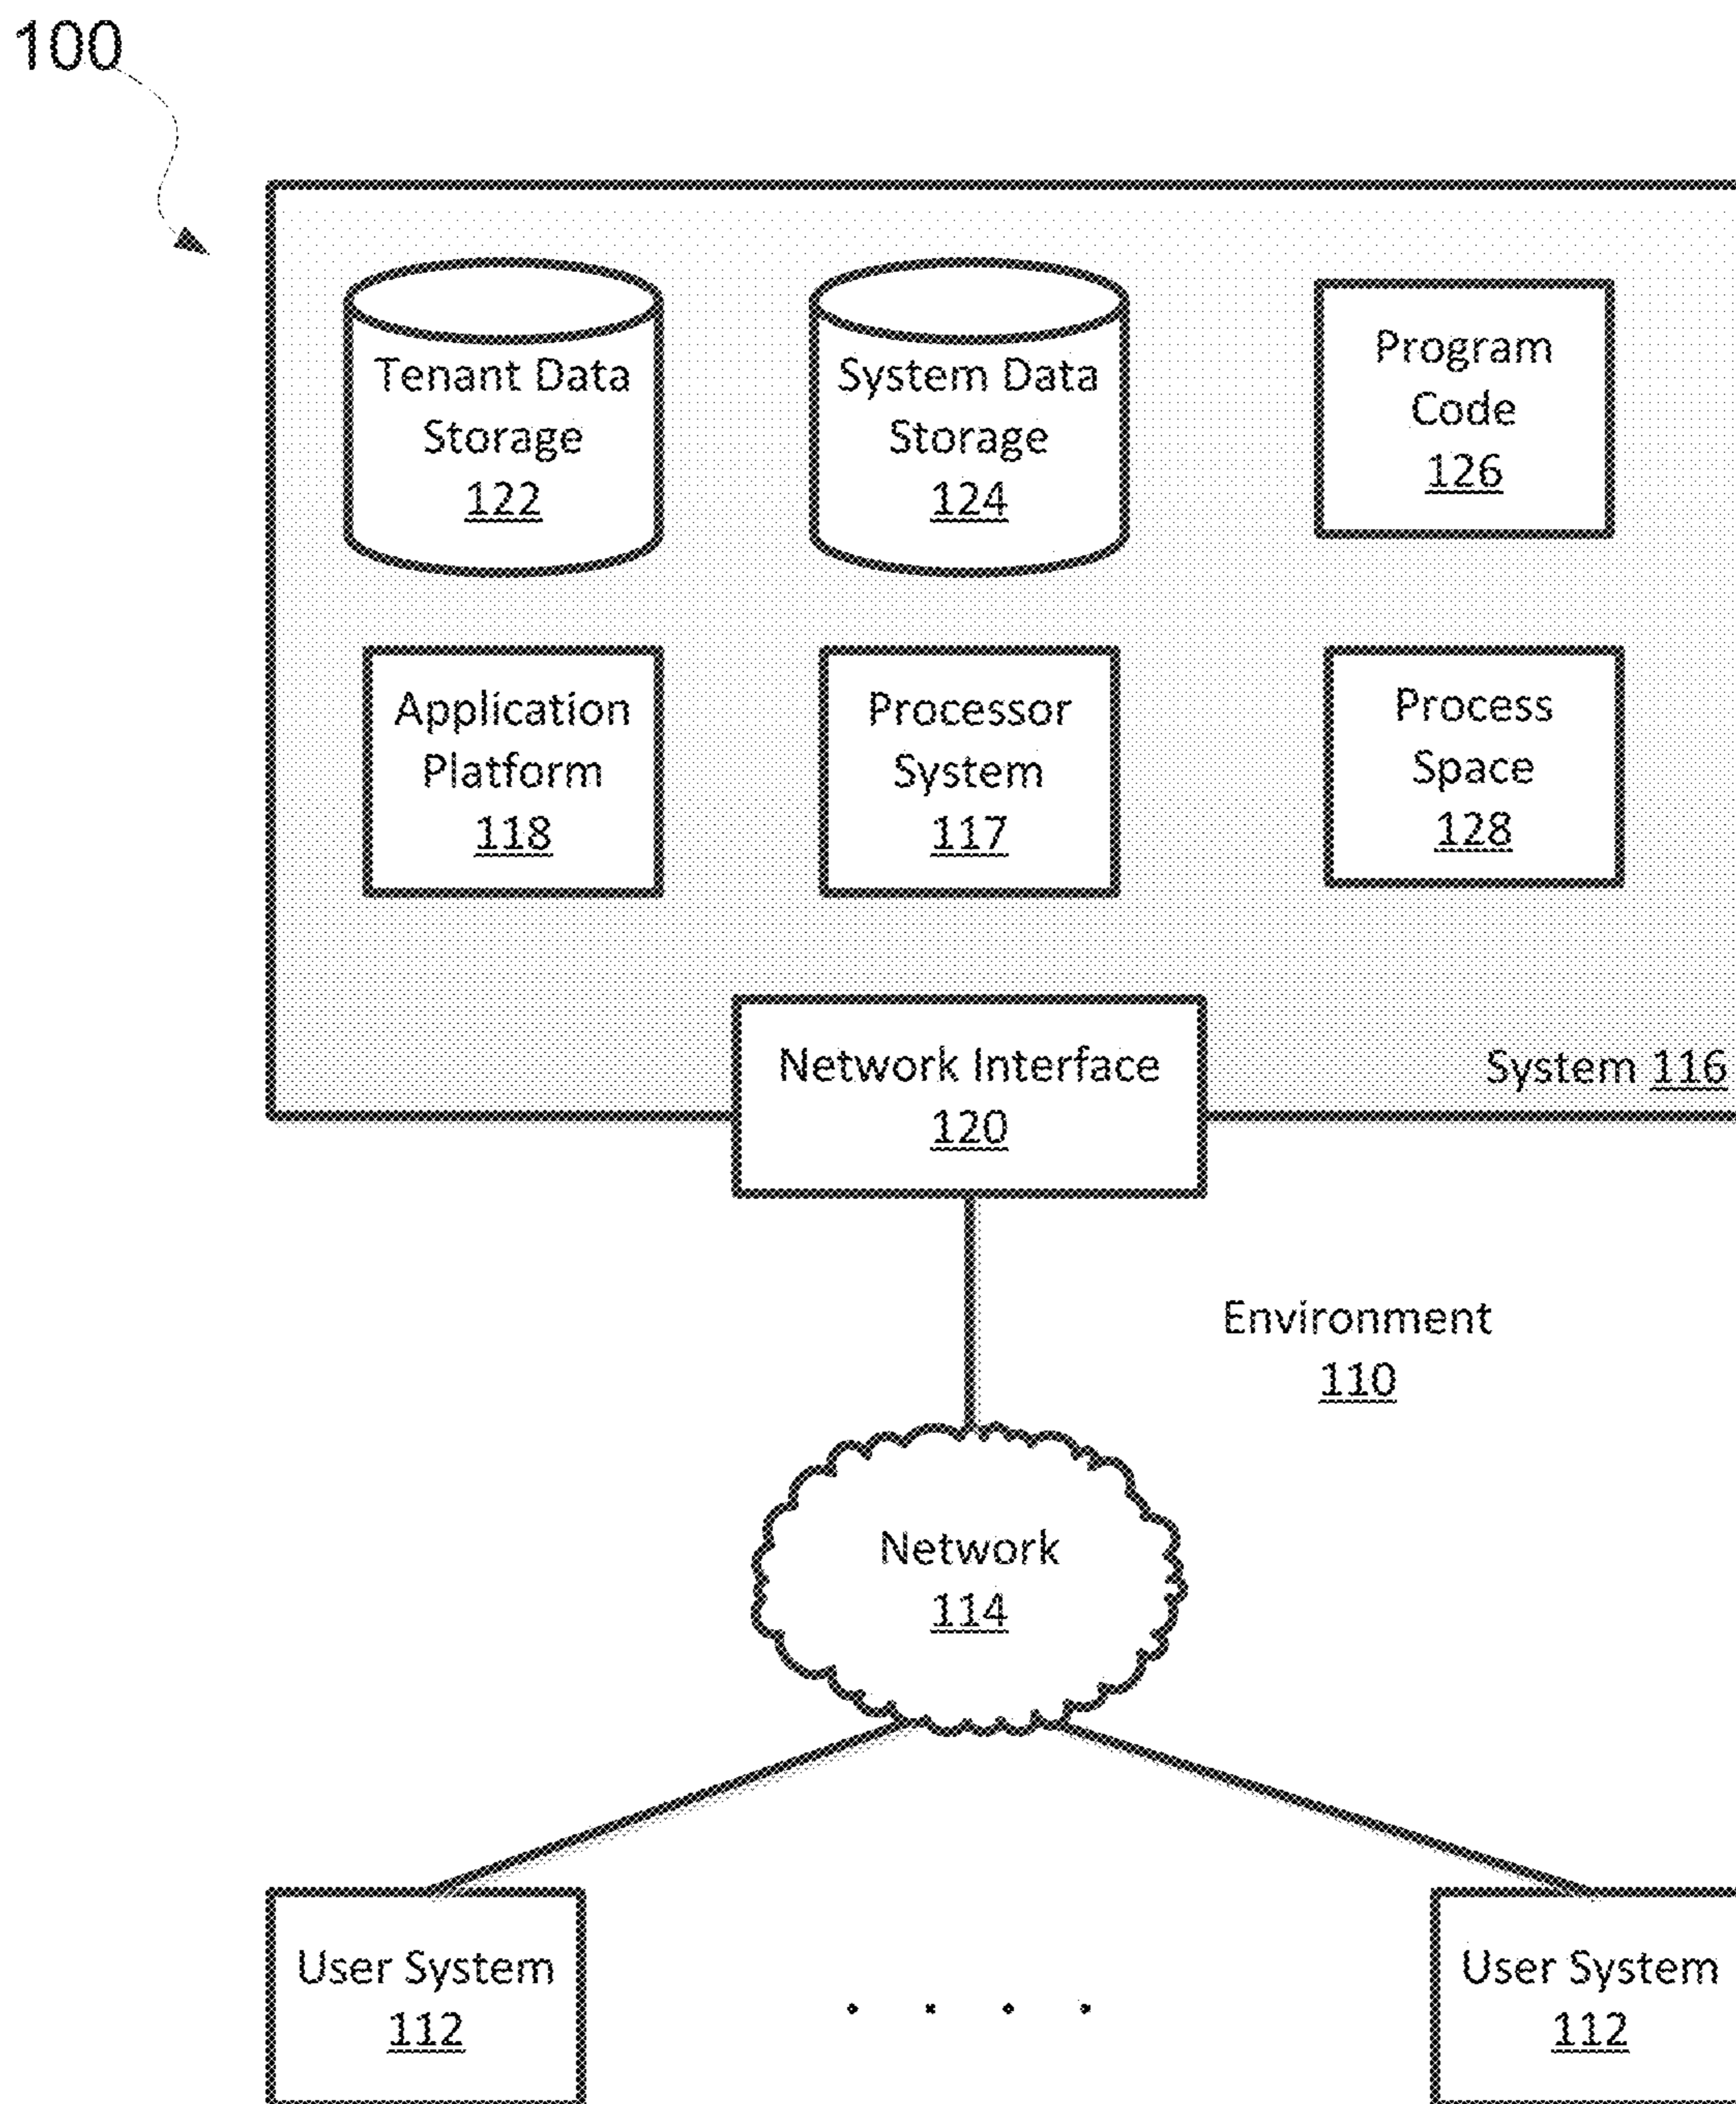 100
Tenant Data
Storage
122
System Data
Storage
124
Program
Code
126
Application
Platform
118
Processor
System
117
Process
Space
128
Network Interface
120
System 116
Environment
110
Network
114
User System
112
. . . .
User System
112